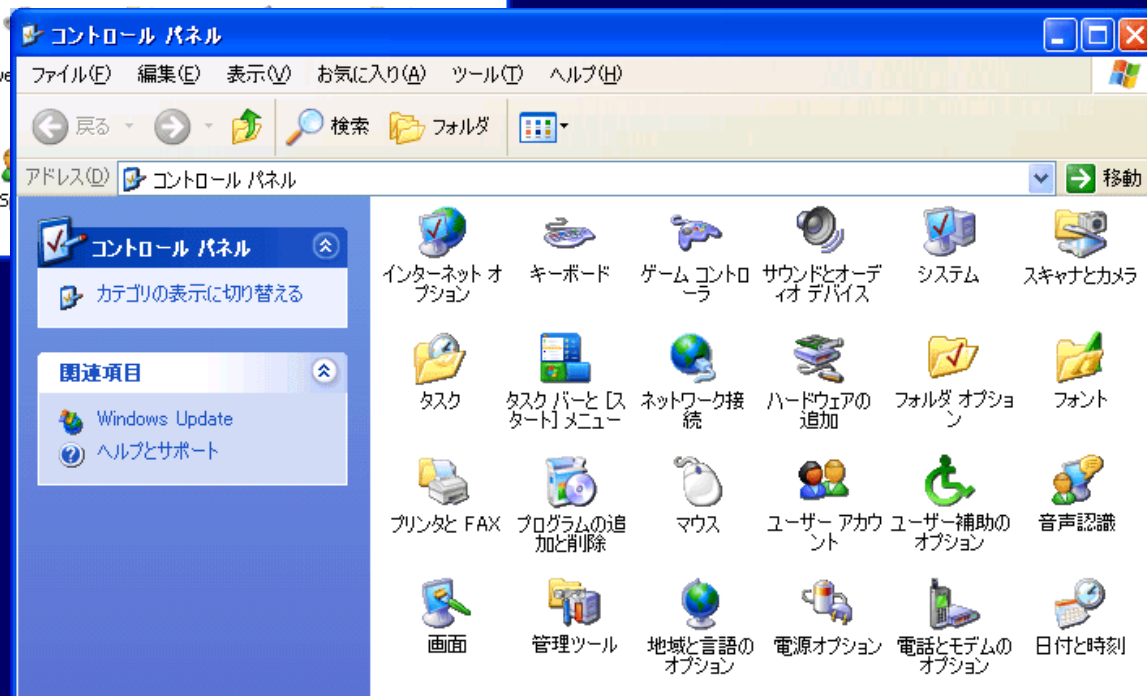 コントロール パネル
ファイル(F) 編集(E) 表示(V) お気に入り(A) ツール(T) ヘルプ(H)
戻る 検索 フォルダ
アドレス(D) コントロール パネル 移動
コントロール パネル
カテゴリの表示に切り替える
関連項目
Windows Update
ヘルプとサポート
インターネット オ
プション
キーボード
ゲーム コントロ
ーラ
サウンドとオーデ
ィオ デバイス
システム
スキャナとカメラ
タスク
タスク バーと [ス
タート] メニュー
ネットワーク接
続
ハードウェアの
追加
フォルダ オプショ
ン
フォント
プリンタと FAX
プログラムの追
加と削除
マウス
ユーザー アカウ
ント
ユーザー補助の
オプション
音声認識
画面
管理ツール
地域と言語の
オプション
電源オプション
電話とモデムの
オプション
日付と時刻